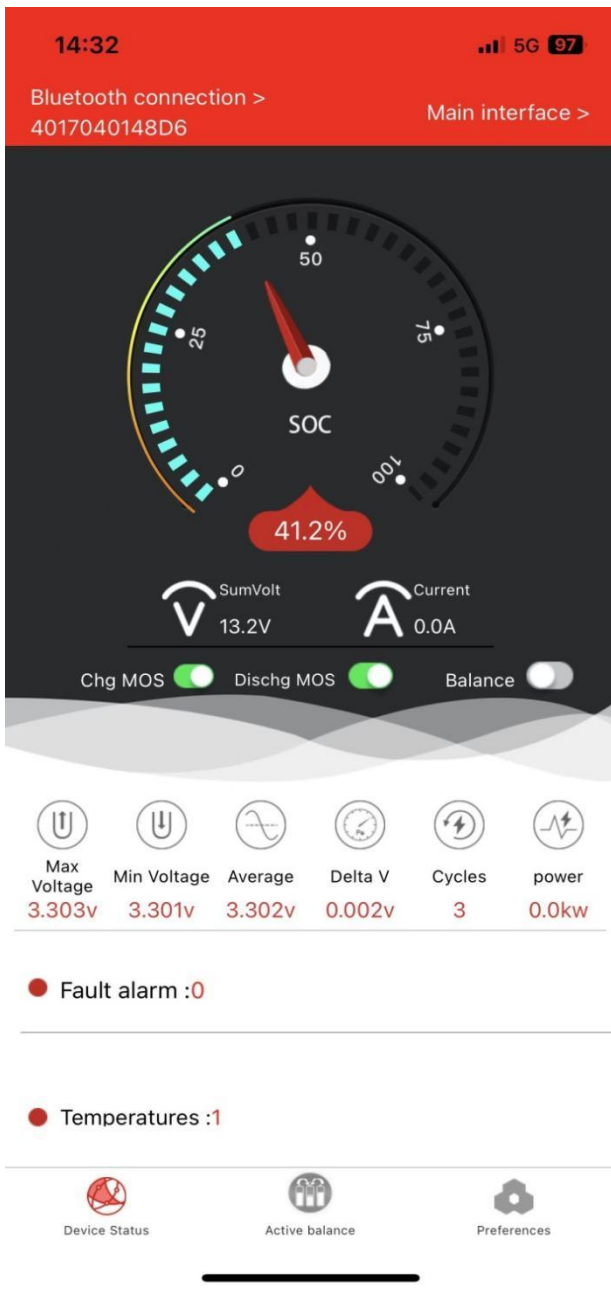 14:32
5G 97
Bluetooth connection >
4017040148D6
Main interface >
50
25
75
SOC
0
100
41.2%
SumVolt
V 13.2V
Current
A 0.0A
Chg MOS
Dischg MOS
Balance
Max Voltage
Min Voltage
Average
Delta V
Cycles
power
3.303v
3.301v
3.302v
0.002v
3
0.0kw
Fault alarm :0
Temperatures :1
Device Status
Active balance
Preferences